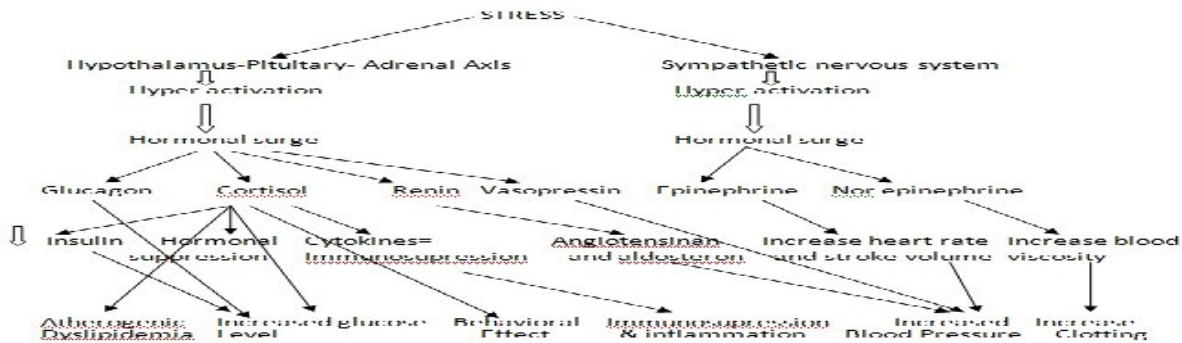 STRESS
Hypothalamus-Pituitary- Adrenal Axis Sympathetic nervous system
Hyper activation Hyper activation
Hormonal surge Hormonal surge
Glucagon Cortisol Renin Vasopressin Epinephrine Nor epinephrine
Insulin Hormonal Cytokines= Angiotensinan Increase heart rate Increase blood
suppression Immunosupression and aldosteron and stroke volume viscosity
Atherogenic Increased glucose Behavioral Immunosupression Increased Increase
Dyslipidemia Level Effect & inflammation Blood Pressure Clotting